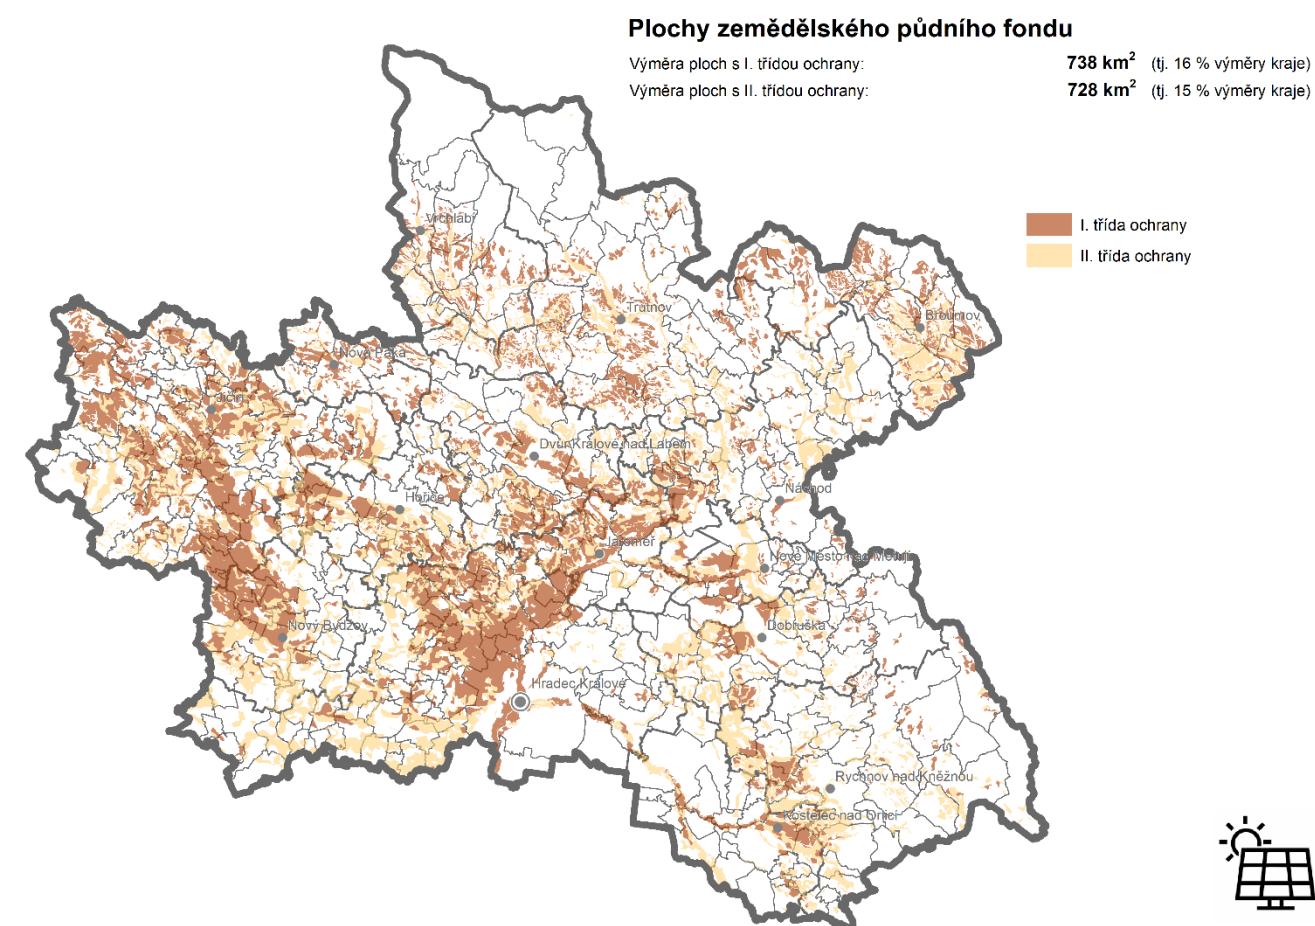 Plochy zemědělského půdního fondu
Výměra ploch s I. třídou ochrany: 738 km² (tj. 16 % výměry kraje)
Výměra ploch s II. třídou ochrany: 728 km² (tj. 15 % výměry kraje)
Vrchlabí
I. třída ochrany
II. třída ochrany
Trutnov
Broumov
Nová Paka
Jičín
Dvůr Králové nad Labem
Hořice
Náchod
Jaroměř
Nové Město nad Metují
Nový Bydžov
Dobruška
Hradec Králové
Rychnov nad Kněžnou
Kostelec nad Orlicí